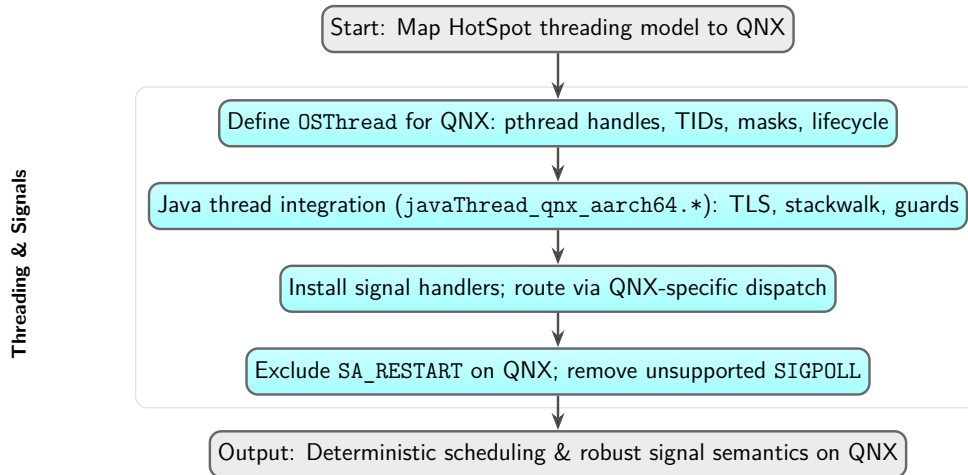 Start: Map HotSpot threading model to QNX
Define OSThread for QNX: pthread handles, TIDs, masks, lifecycle
Java thread integration (javaThread_qnx_aarch64.*): TLS, stackwalk, guards
Install signal handlers; route via QNX-specific dispatch
Exclude SA_RESTART on QNX; remove unsupported SIGPOLL
Output: Deterministic scheduling & robust signal semantics on QNX
Threading & Signals